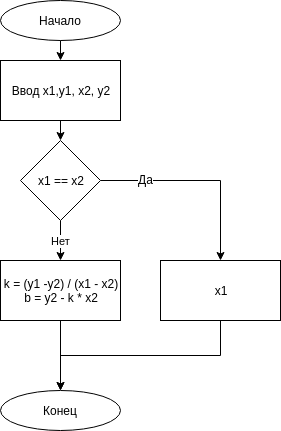 Начало
Ввод x1,y1, x2, y2
x1 == x2
Да
Нет
k = (y1 -y2) / (x1 - x2)
b = y2 - k * x2
x1
Конец